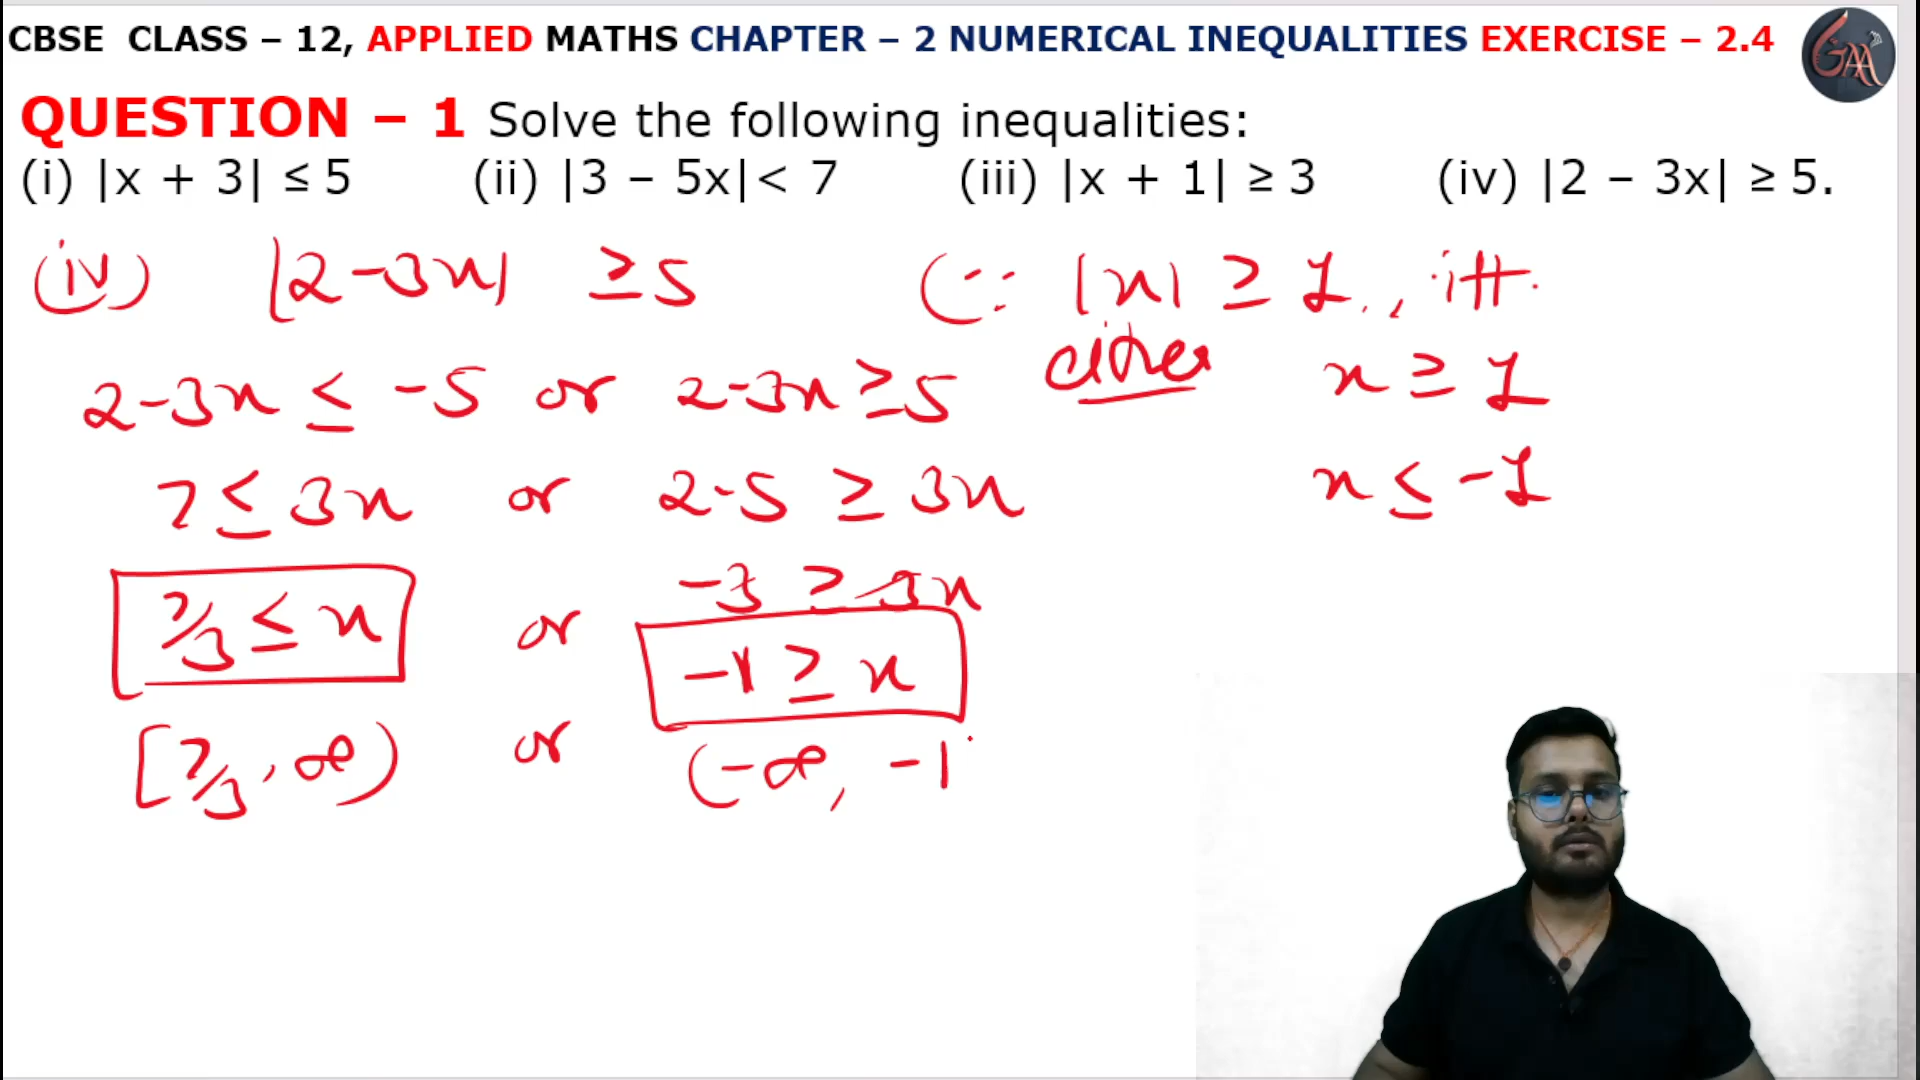 CBSE CLASS – 12, APPLIED MATHS CHAPTER – 2 NUMERICAL INEQUALITIES EXERCISE – 2.4
QUESTION – 1 Solve the following inequalities:
(i) |x + 3| ≤ 5 (ii) |3 – 5x|< 7 (iii) |x + 1| ≥ 3 (iv) |2 – 3x| ≥ 5.
(iv) |2-3x| ≥5 (∵ |x| ≥ 1, iff
either x ≥ 1
2-3x ≤ -5 or 2-3x ≥5
x ≤ -1
7 ≤ 3x or 2-5 ≥ 3x
-3 ≥ 3x
7/3 ≤ x or -1 ≥ x
[7/3, ∞) or (-∞, -1